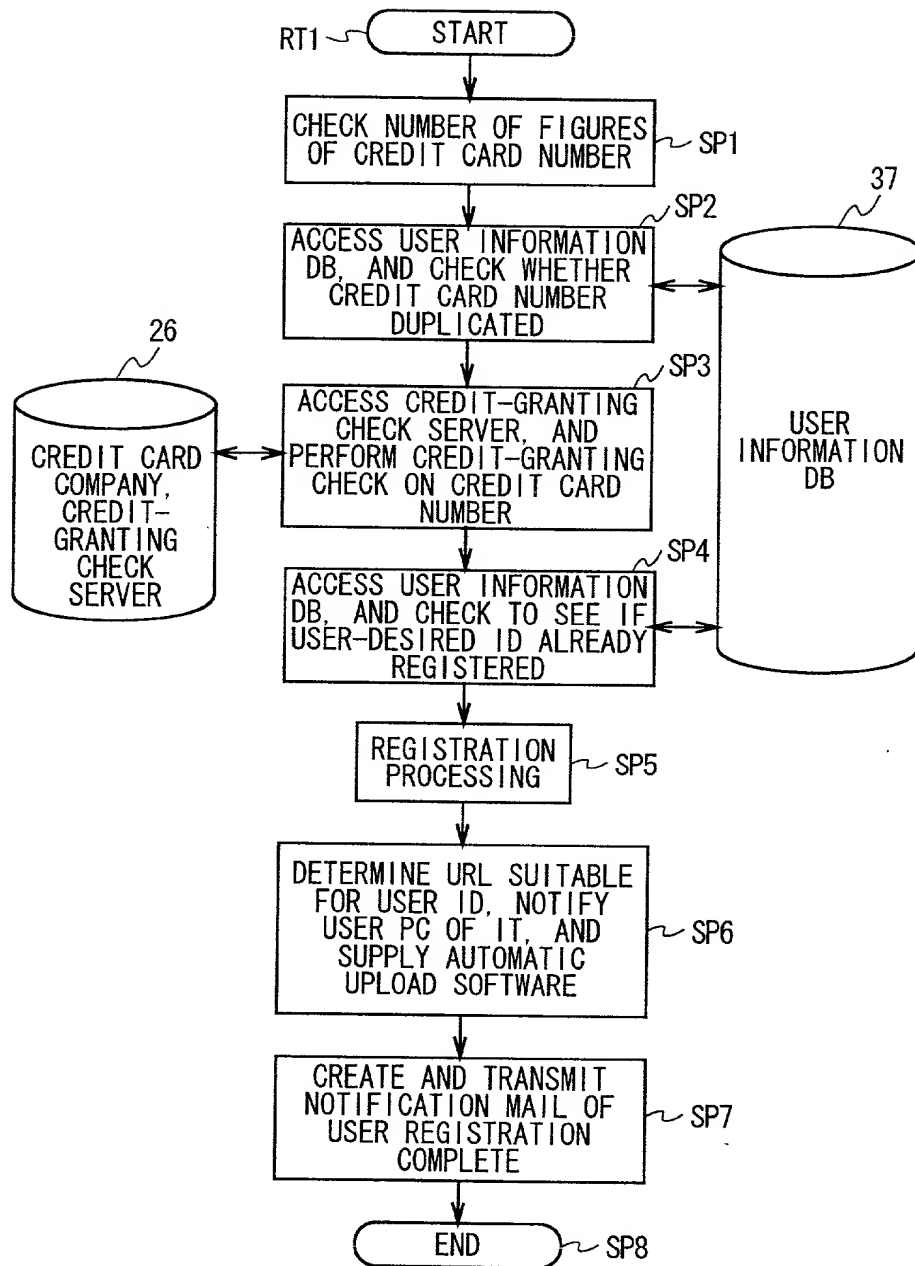 RT1
START
CHECK NUMBER OF FIGURES
OF CREDIT CARD NUMBER
SP1
SP2
37
ACCESS USER INFORMATION
DB, AND CHECK WHETHER
CREDIT CARD NUMBER
DUPLICATED
26
SP3
ACCESS CREDIT-GRANTING
CHECK SERVER, AND
PERFORM CREDIT-GRANTING
CHECK ON CREDIT CARD
NUMBER
CREDIT CARD
COMPANY,
CREDIT-
GRANTING
CHECK
SERVER
USER
INFORMATION
DB
SP4
ACCESS USER INFORMATION
DB, AND CHECK TO SEE IF
USER-DESIRED ID ALREADY
REGISTERED
REGISTRATION
PROCESSING
SP5
DETERMINE URL SUITABLE
FOR USER ID, NOTIFY
USER PC OF IT, AND
SUPPLY AUTOMATIC
UPLOAD SOFTWARE
SP6
CREATE AND TRANSMIT
NOTIFICATION MAIL OF
USER REGISTRATION
COMPLETE
SP7
END
SP8